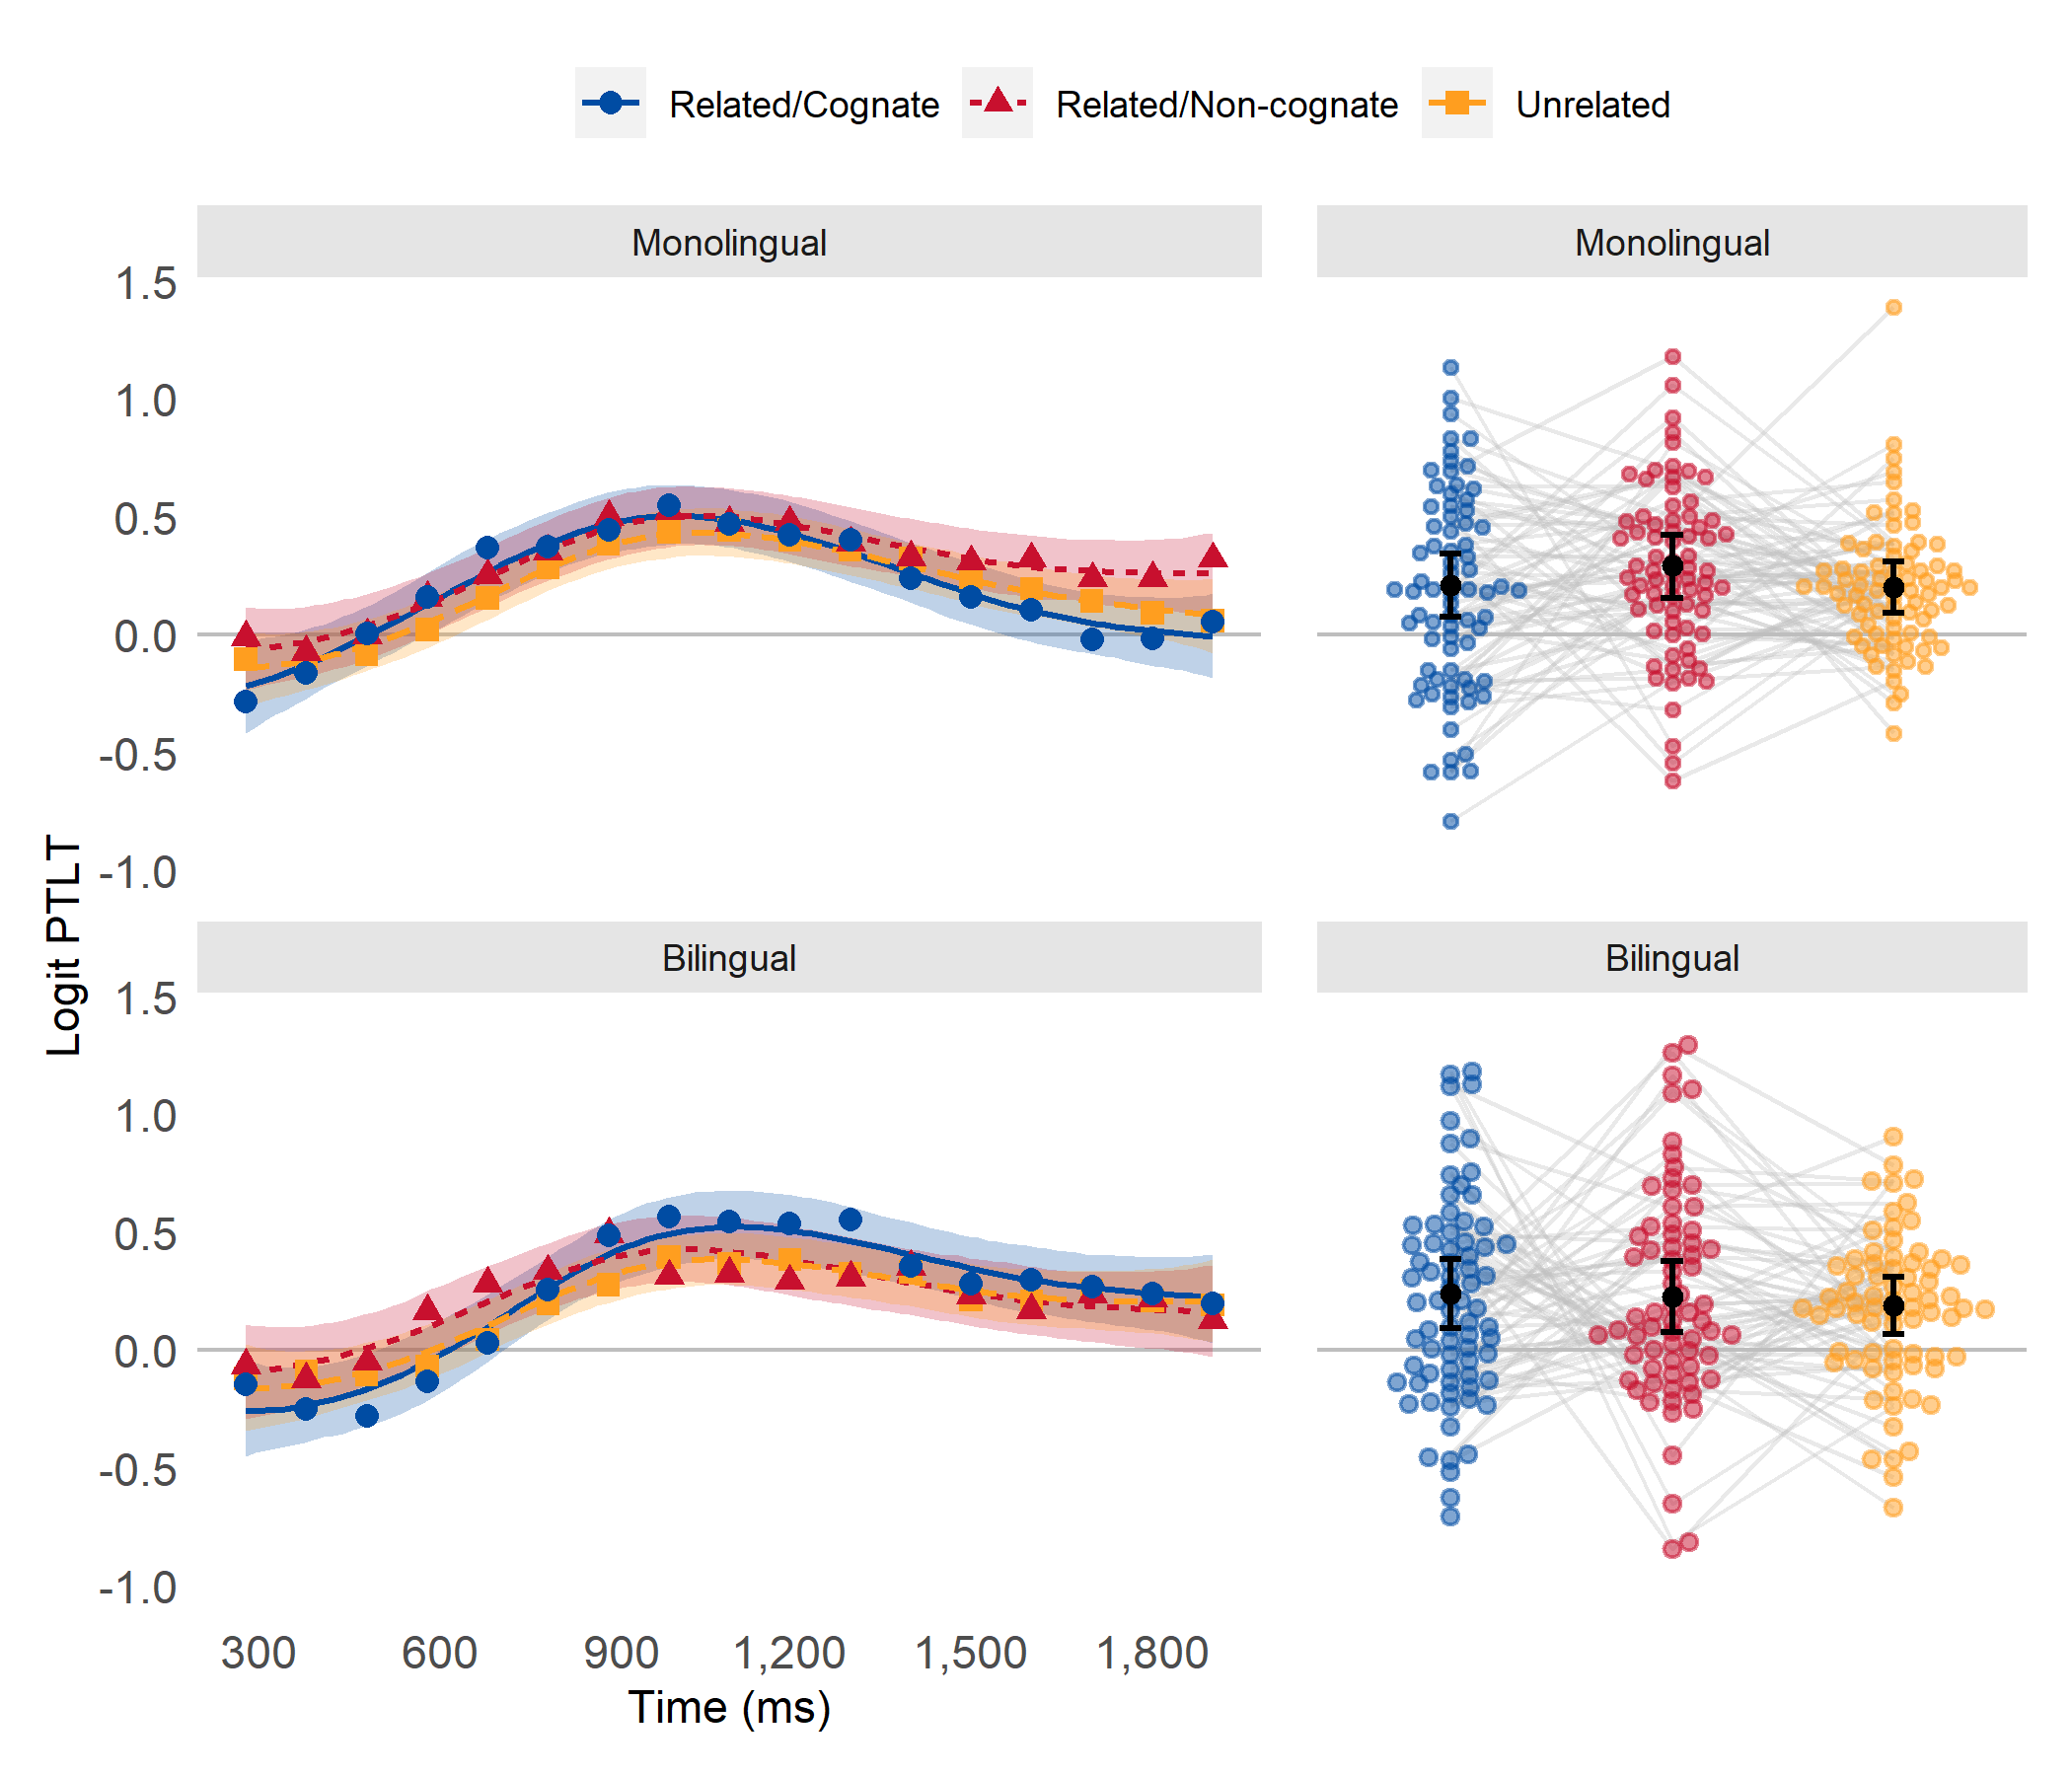 Related/Cognate Related/Non-cognate Unrelated
Monolingual Monolingual
1.5
1.0
0.5
0.0
-0.5
-1.0
Logit PTLT
Bilingual Bilingual
1.5
1.0
0.5
0.0
-0.5
-1.0
300 600 900 1,200 1,500 1,800
Time (ms)